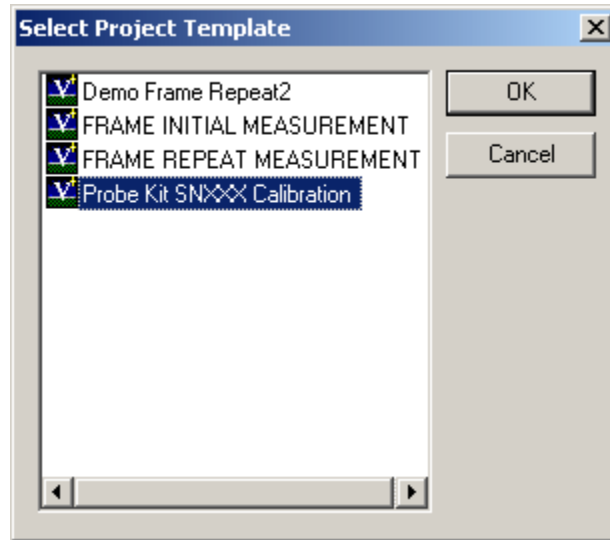 Select Project Template
Demo Frame Repeat2
FRAME INITIAL MEASUREMENT
FRAME REPEAT MEASUREMENT
Probe Kit SNXXX Calibration
OK
Cancel